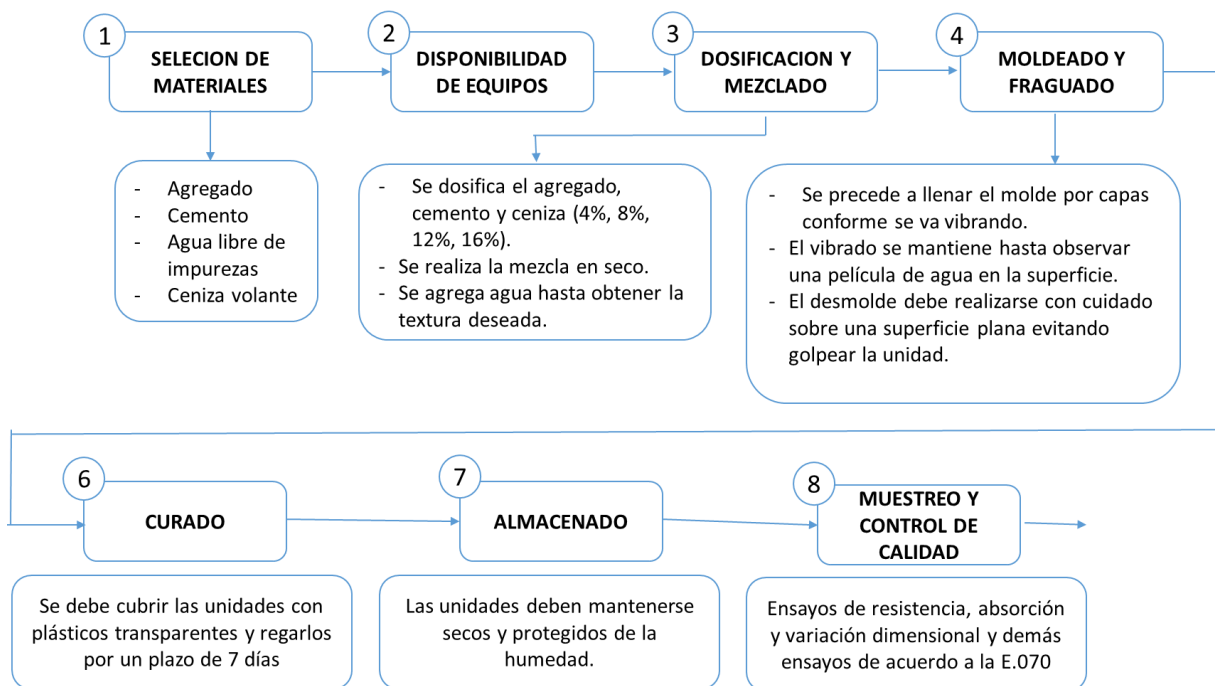 1
SELECION DE
MATERIALES
2
DISPONIBILIDAD
DE EQUIPOS
3
DOSIFICACION Y
MEZCLADO
4
MOLDEADO Y
FRAGUADO
- Agregado
- Cemento
- Agua libre de
impurezas
- Ceniza volante
- Se dosifica el agregado,
cemento y ceniza (4%, 8%,
12%, 16%).
- Se realiza la mezcla en seco.
- Se agrega agua hasta obtener la
textura deseada.
- Se precede a llenar el molde por capas
conforme se va vibrando.
- El vibrado se mantiene hasta observar
una película de agua en la superficie.
- El desmolde debe realizarse con cuidado
sobre una superficie plana evitando
golpear la unidad.
6
CURADO
7
ALMACENADO
8
MUESTREO Y
CONTROL DE
CALIDAD
Se debe cubrir las unidades con
plásticos transparentes y regarlos
por un plazo de 7 días
Las unidades deben mantenerse
secos y protegidos de la
humedad.
Ensayos de resistencia, absorción
y variación dimensional y demás
ensayos de acuerdo a la E.070